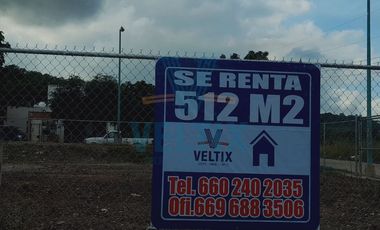 SE RENTA
512 M2
VELTIX
Tel. 660 240 2035
Ofi. 669 688 3506